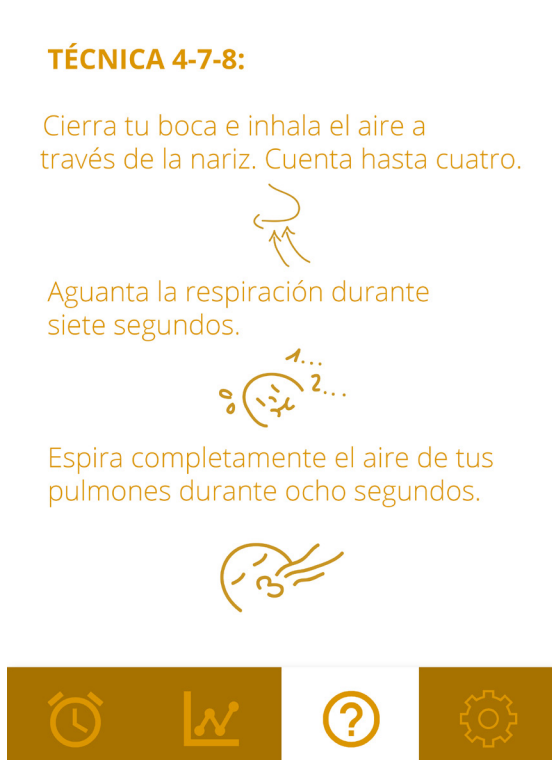 TÉCNICA 4-7-8:
Cierra tu boca e inhala el aire a
través de la nariz. Cuenta hasta cuatro.
Aguanta la respiración durante
siete segundos.
1...
2...
Espira completamente el aire de tus
pulmones durante ocho segundos.
?